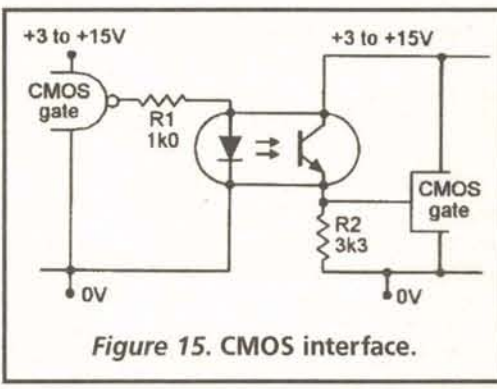 +3 to +15V
+3 to +15V
CMOS
gate
R1
1k0
CMOS
gate
R2
3k3
0V
0V
Figure 15. CMOS interface.